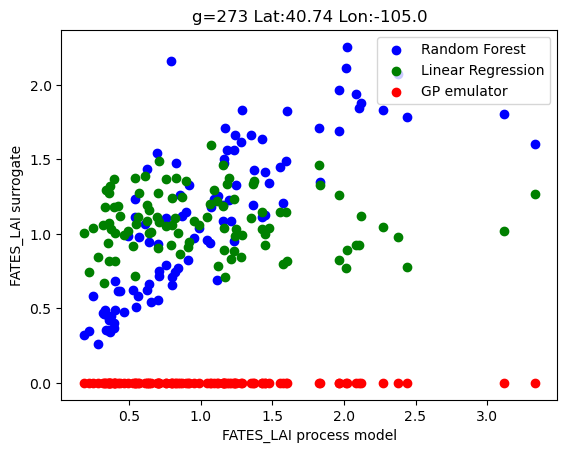 g=273 Lat:40.74 Lon:-105.0
Random Forest
Linear Regression
GP emulator
FATES_LAI surrogate
2.0
1.5
1.0
0.5
0.0
0.5
1.0
1.5
2.0
2.5
3.0
FATES_LAI process model